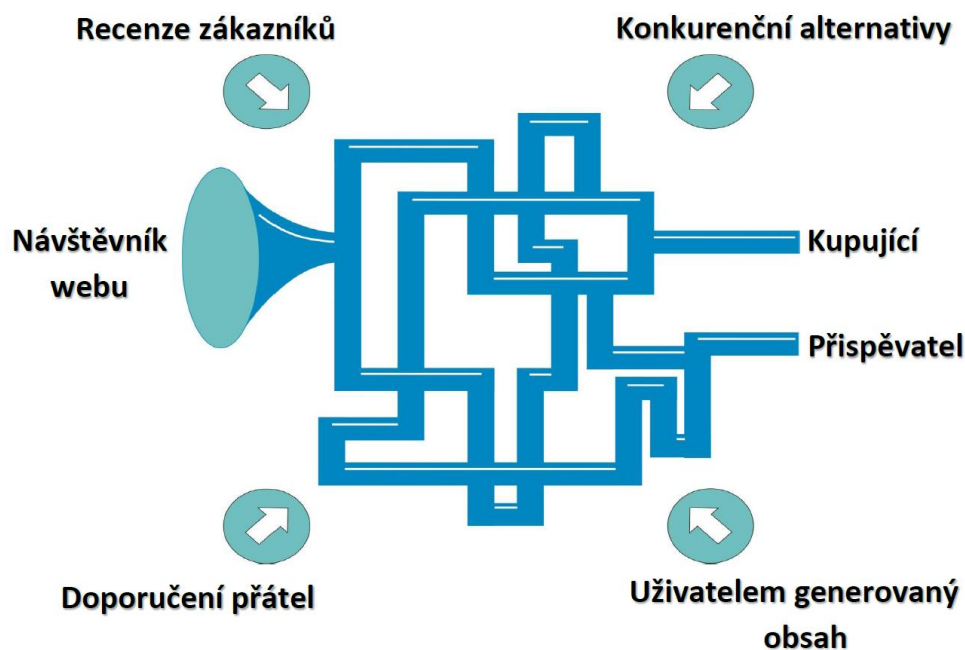 Recenze zákazníků
Konkurenční alternativy
Návštěvník
webu
Kupující
Přispěvatel
Doporučení přátel
Uživatelem generovaný
obsah